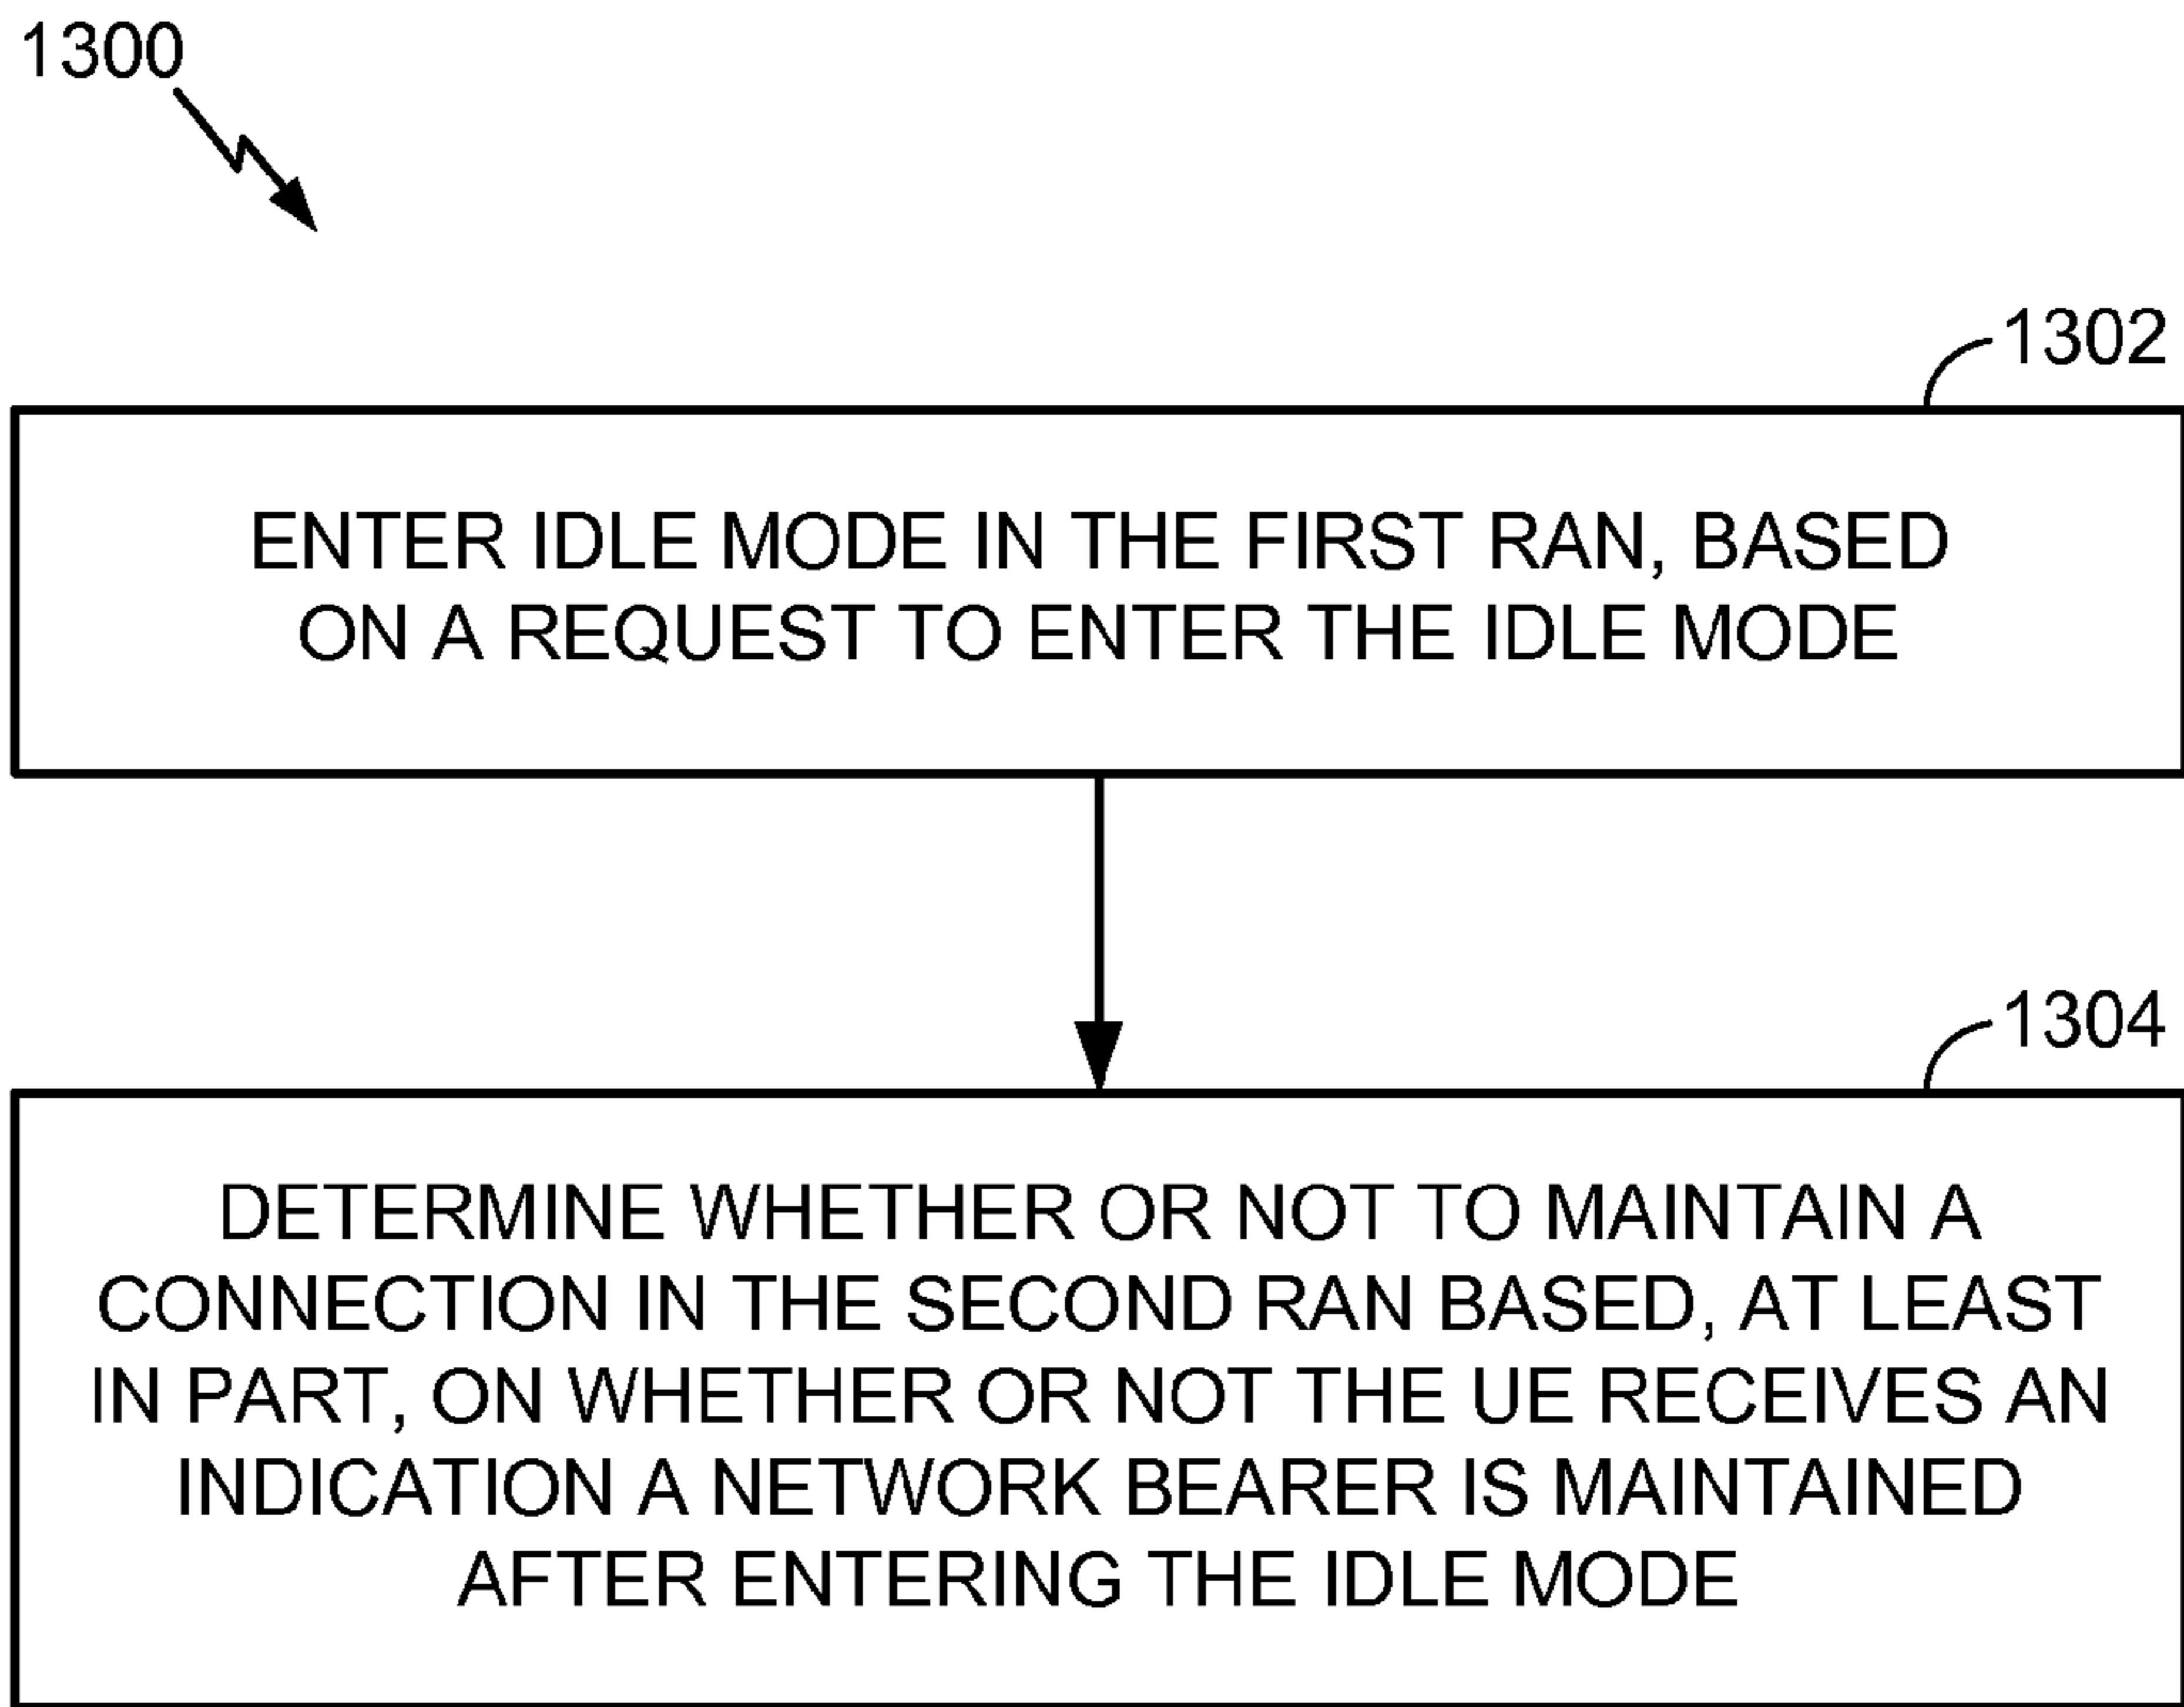 1300
1302
ENTER IDLE MODE IN THE FIRST RAN, BASED
ON A REQUEST TO ENTER THE IDLE MODE
1304
DETERMINE WHETHER OR NOT TO MAINTAIN A
CONNECTION IN THE SECOND RAN BASED, AT LEAST
IN PART, ON WHETHER OR NOT THE UE RECEIVES AN
INDICATION A NETWORK BEARER IS MAINTAINED
AFTER ENTERING THE IDLE MODE